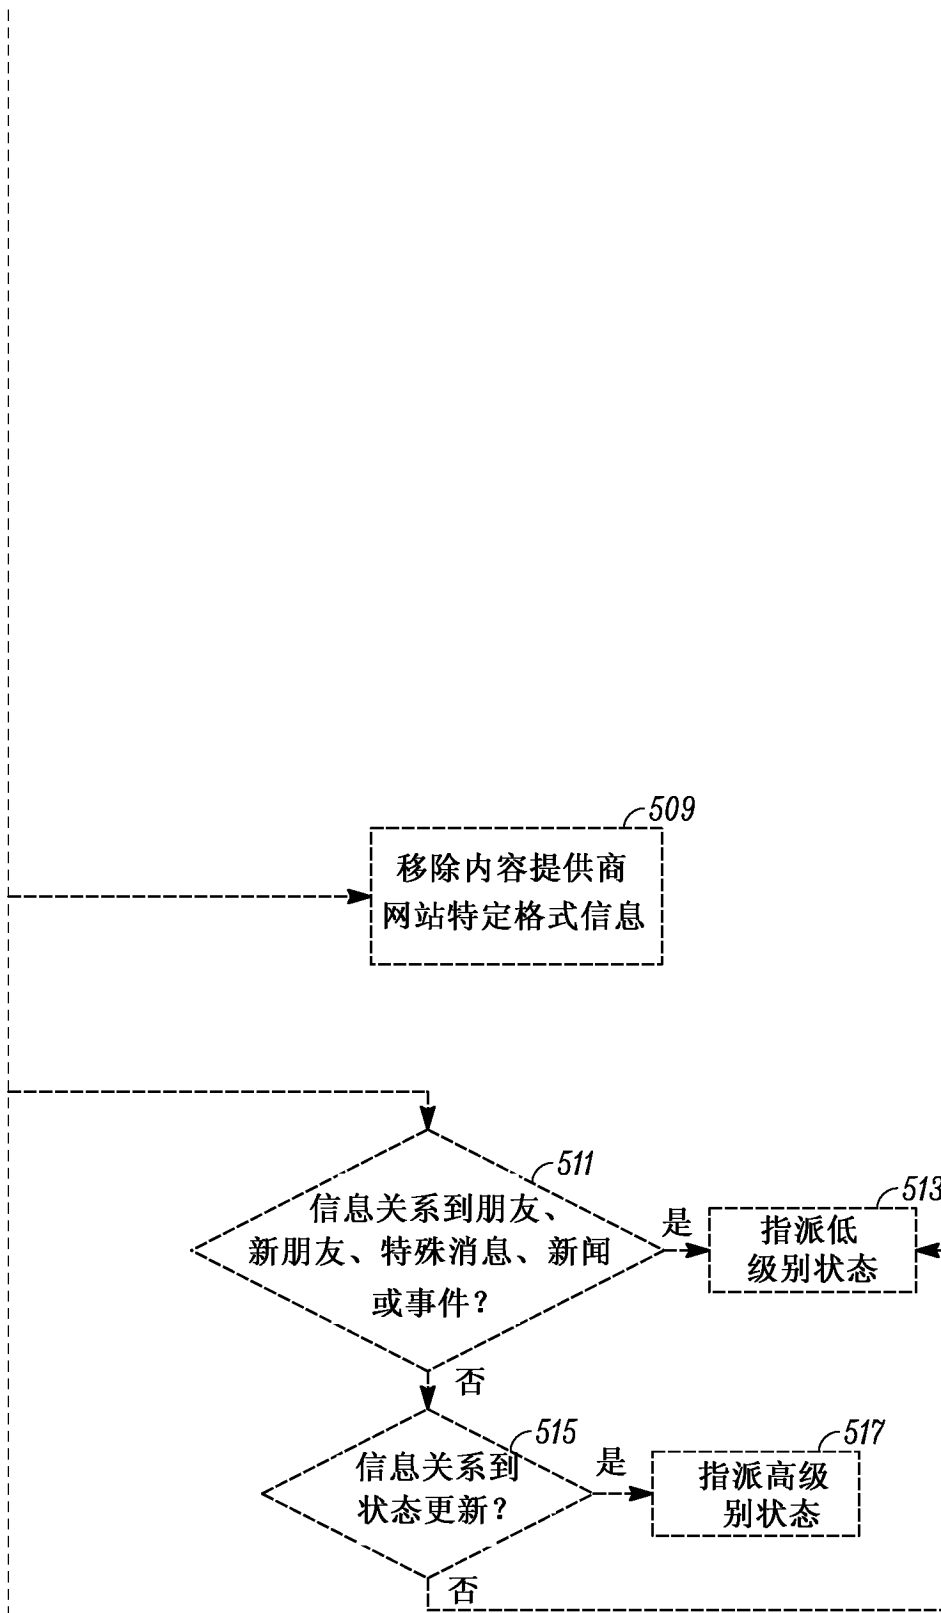 509
移除内容提供商
网站特定格式信息
511
信息关系到朋友、
新朋友、特殊消息、新闻
或事件？
是
513
指派低
级别状态
否
515
信息关系到
状态更新？
是
517
指派高级
别状态
否